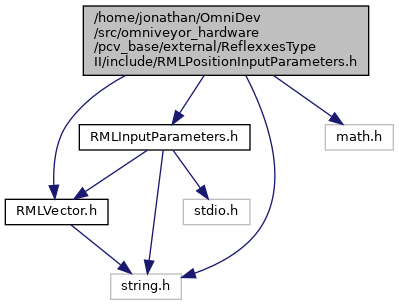 /home/jonathan/OmniDev
/src/omniveyor_hardware
/pcv_base/external/ReflexxesType
II/include/RMLPositionInputParameters.h
RMLInputParameters.h
math.h
RMLVector.h
stdio.h
string.h